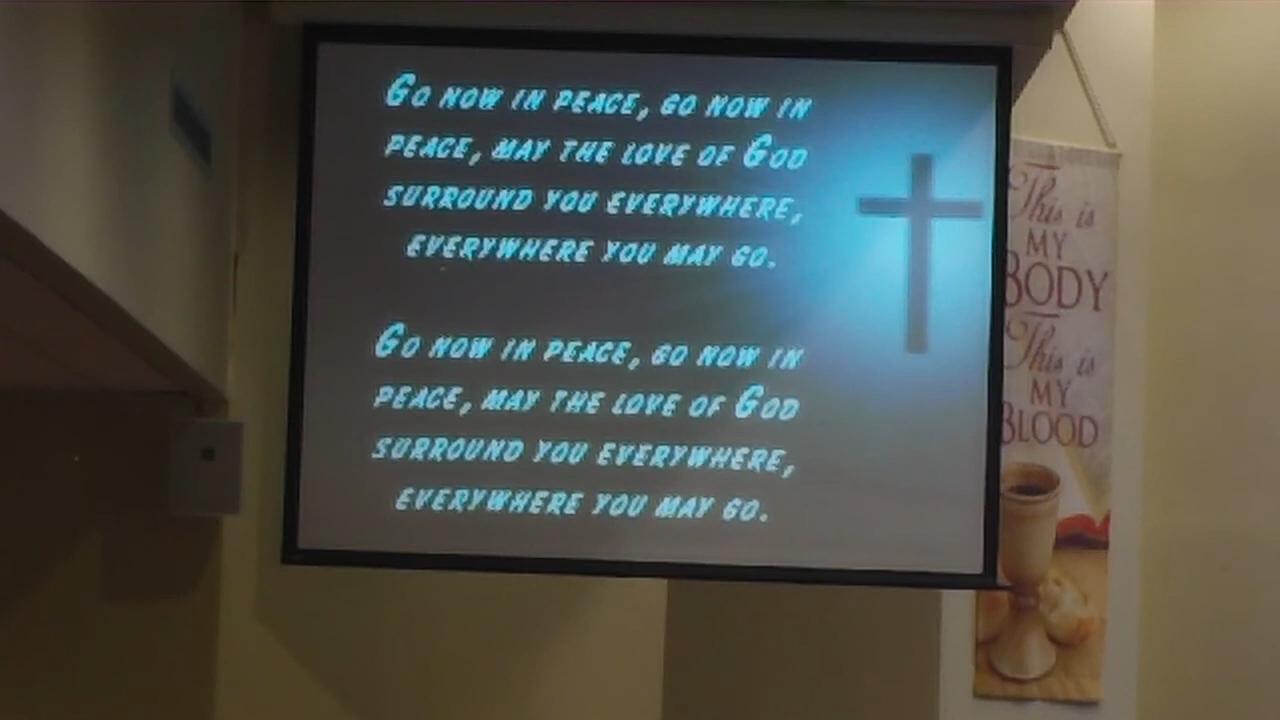 Go now in peace, go now in
peace, may the love of God
surround you everywhere,
everywhere you may go.
Go now in peace, go now in
peace, may the love of God
surround you everywhere,
everywhere you may go.
This is
MY
BODY
This is
MY
BLOOD